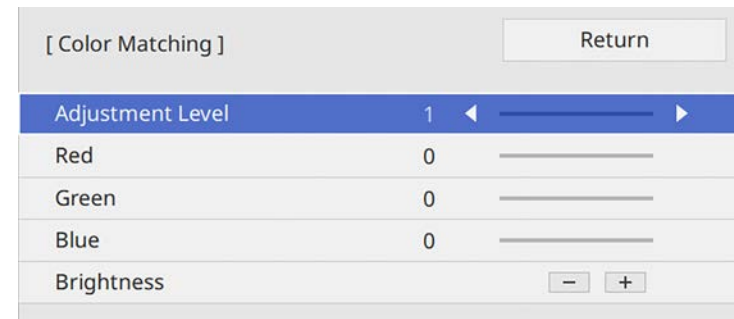 [ Color Matching ] Return
Adjustment Level 1
Red 0
Green 0
Blue 0
Brightness − +